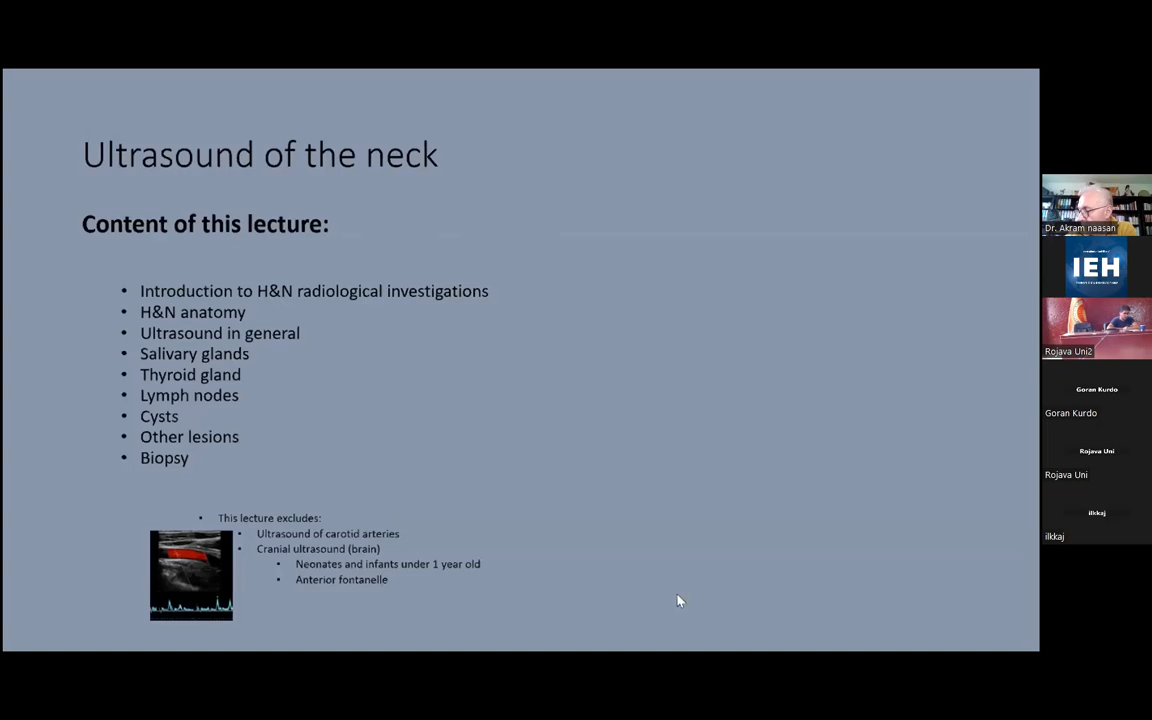 Ultrasound of the neck
Content of this lecture:
• Introduction to H&N radiological investigations
• H&N anatomy
• Ultrasound in general
• Salivary glands
• Thyroid gland
• Lymph nodes
• Cysts
• Other lesions
• Biopsy
• This lecture excludes:
• Ultrasound of carotid arteries
• Cranial ultrasound (brain)
• Neonates and infants under 1 year old
• Anterior fontanelle
Dr. Akram naasan
IEH
Rojava Uni2
Goran Kurdo
Goran Kurdo
Rojava Uni
Rojava Uni
ilkkaj
ilkkaj